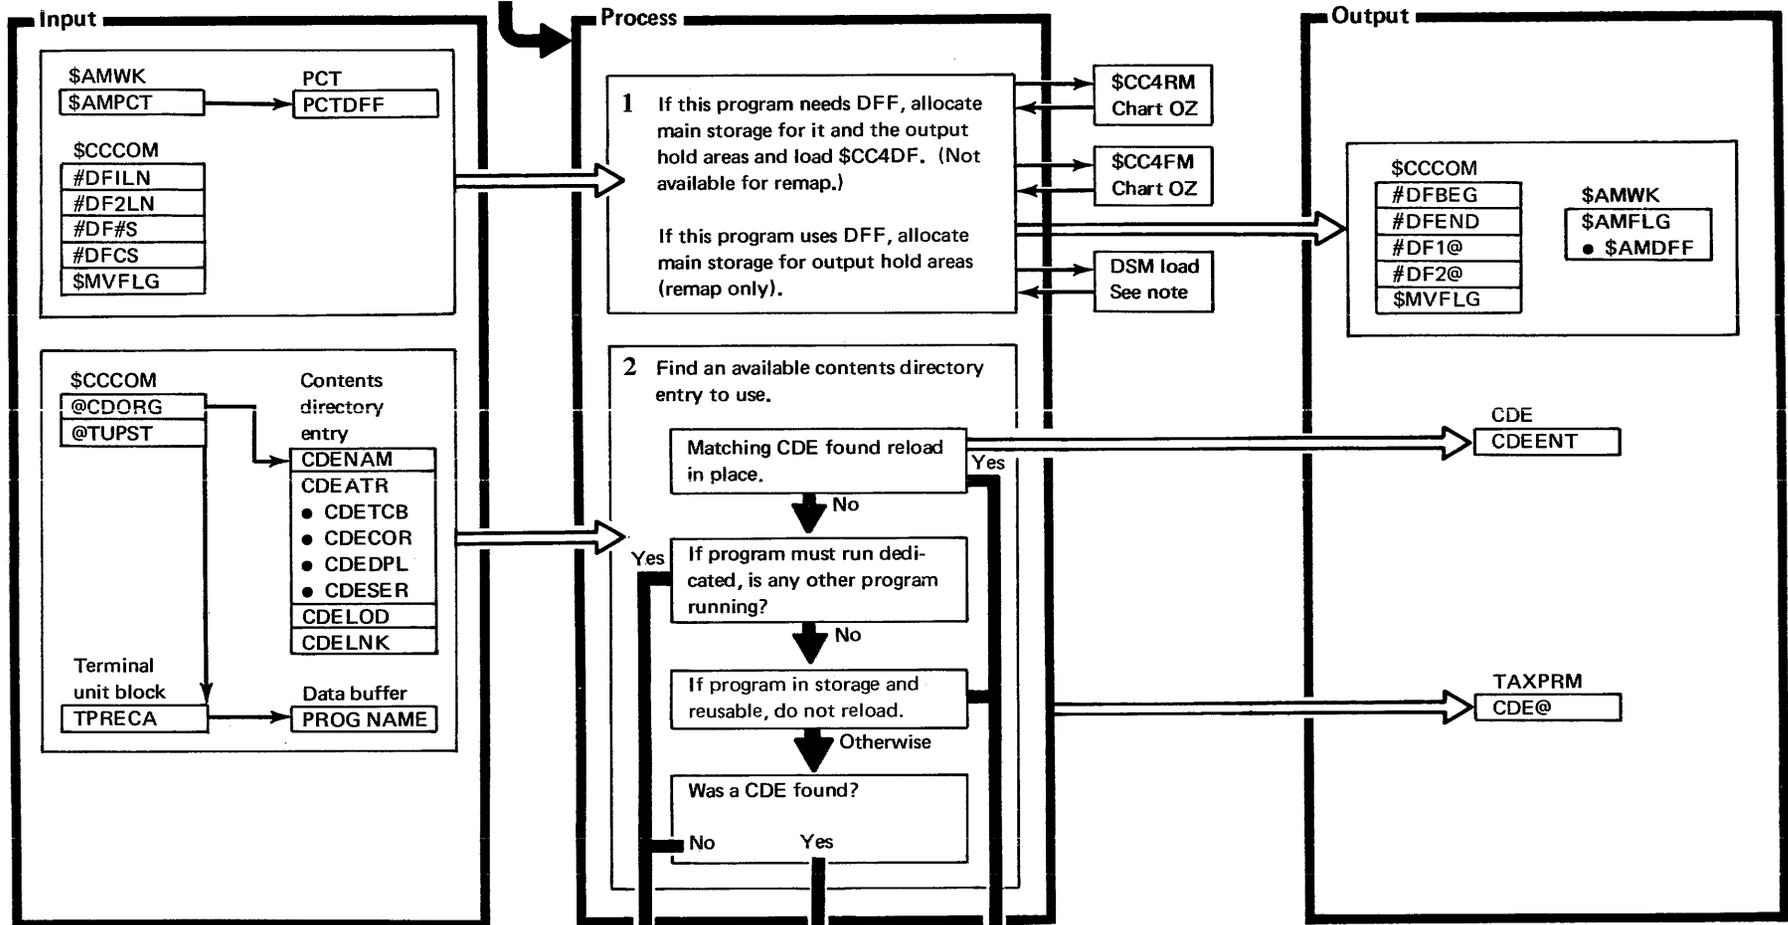 Input
$AMWK
$AMPCT
PCT
PCTDFF
$CCCOM
#DFILN
#DF2LN
#DF#S
#DFCS
$MVFLG
$CCCOM
@CDORG
@TUPST
Contents
directory
entry
CDENAM
CDEATR
• CDETCB
• CDECOR
• CDEDPL
• CDESER
CDELOD
CDELNK
Terminal
unit block
TPRECA
Data buffer
PROG NAME
Process
1 If this program needs DFF, allocate
main storage for it and the output
hold areas and load $CC4DF. (Not
available for remap.)
If this program uses DFF, allocate
main storage for output hold areas
(remap only).
$CC4RM
Chart OZ
$CC4FM
Chart OZ
DSM load
See note
2 Find an available contents directory
entry to use.
Matching CDE found reload
in place.
Yes
No
Yes
If program must run dedi-
cated, is any other program
running?
No
If program in storage and
reusable, do not reload.
Otherwise
Was a CDE found?
No Yes
Output
$CCCOM
#DFBEG
#DFEND
#DF1@
#DF2@
$MVFLG
$AMWK
$AMFLG
• $AMDFF
CDE
CDEENT
TAXPRM
CDE@